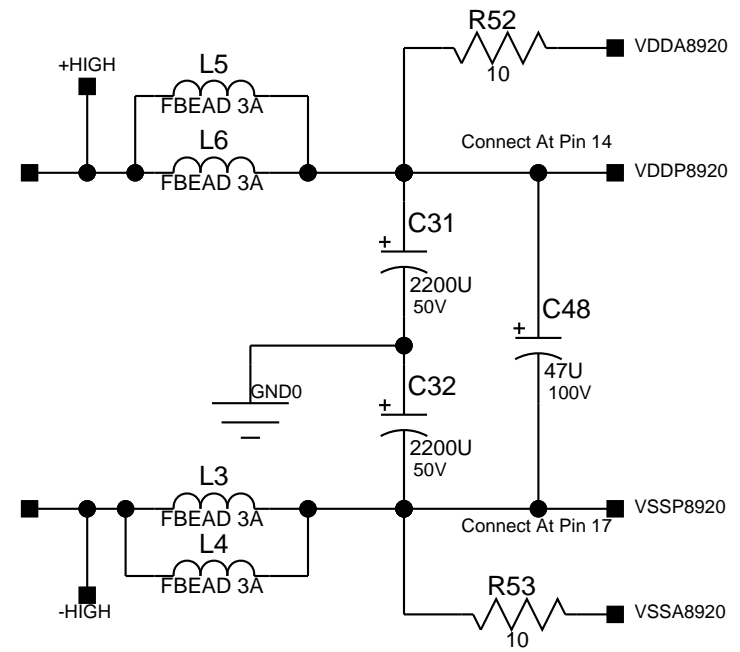 R52
VDDA8920
10
+HIGH
L5
FBEAD 3A
L6
FBEAD 3A
Connect At Pin 14
VDDP8920
C31
+
2200U
50V
C48
+
47U
100V
GND0
C32
+
2200U
50V
L3
FBEAD 3A
VSSP8920
Connect At Pin 17
L4
FBEAD 3A
-HIGH
R53
VSSA8920
10